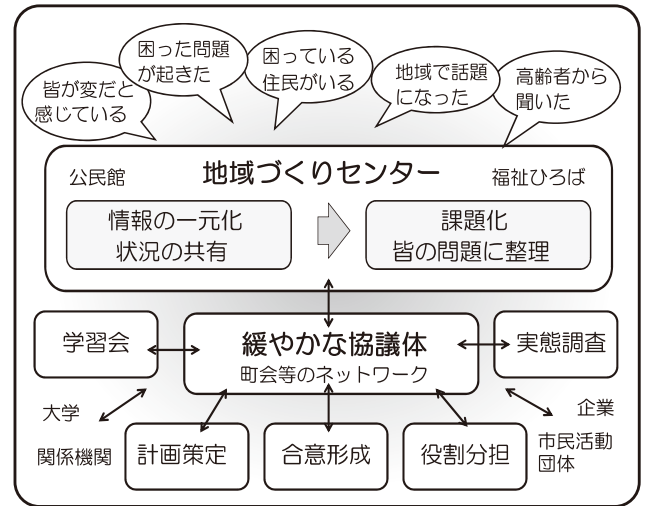 皆が変だと
感じている
困った問題
が起きた
困っている
住民がいる
地域で話題
になった
高齢者から
聞いた
公民館
地域づくりセンター
福祉ひろば
情報の一元化
状況の共有
課題化
皆の問題に整理
学習会
緩やかな協議体
町会等のネットワーク
実態調査
大学
関係機関
企業
市民活動
団体
計画策定
合意形成
役割分担